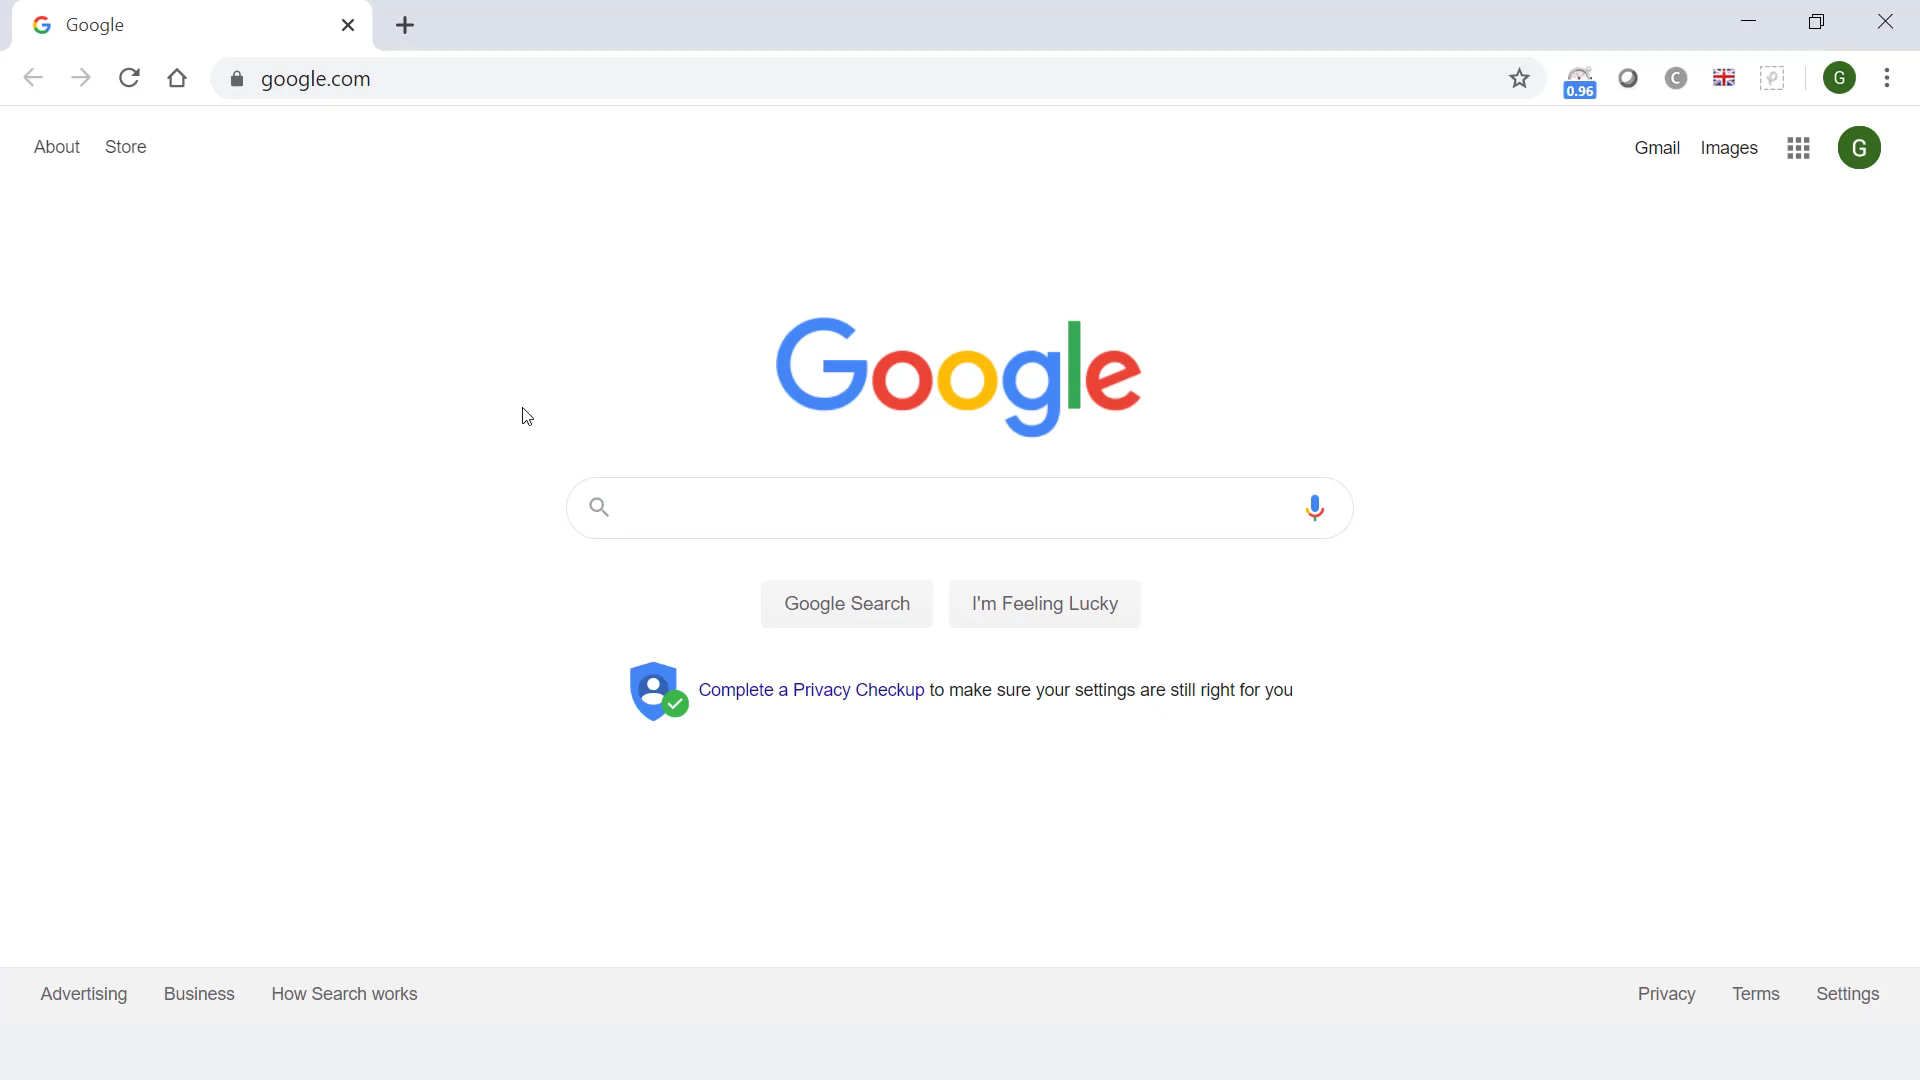 Google
google.com
0.96
C
G
About Store
Gmail Images
G
Google
Google Search
I'm Feeling Lucky
Complete a Privacy Checkup to make sure your settings are still right for you
Advertising Business How Search works
Privacy Terms Settings